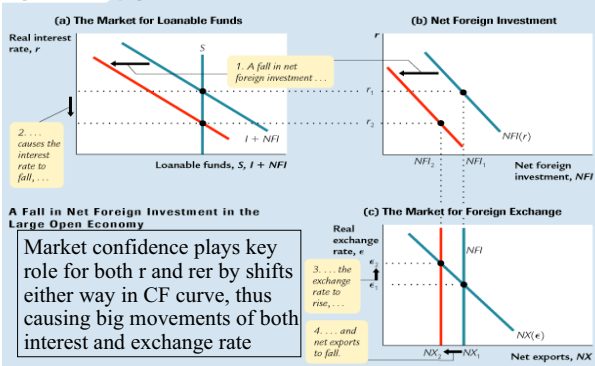 (a) The Market for Loanable Funds
Real interest
rate, r
S
1. A fall in net
foreign investment . . .
2. . . .
causes the
interest
rate to
fall, . . .
I + NFI
Loanable funds, S, I + NFI
(b) Net Foreign Investment
r
r1
r2
NFI(r)
NFI2
NFI1
Net foreign
investment, NFI
A Fall in Net Foreign Investment in the
Large Open Economy
Market confidence plays key
role for both r and rer by shifts
either way in CF curve, thus
causing big movements of both
interest and exchange rate
(c) The Market for Foreign Exchange
Real
exchange
rate, ϵ
NFI
ϵ2
ϵ1
3. . . . the
exchange
rate to
rise, . . .
4. . . . and
net exports
to fall.
NX(ϵ)
NX2
NX1
Net exports, NX